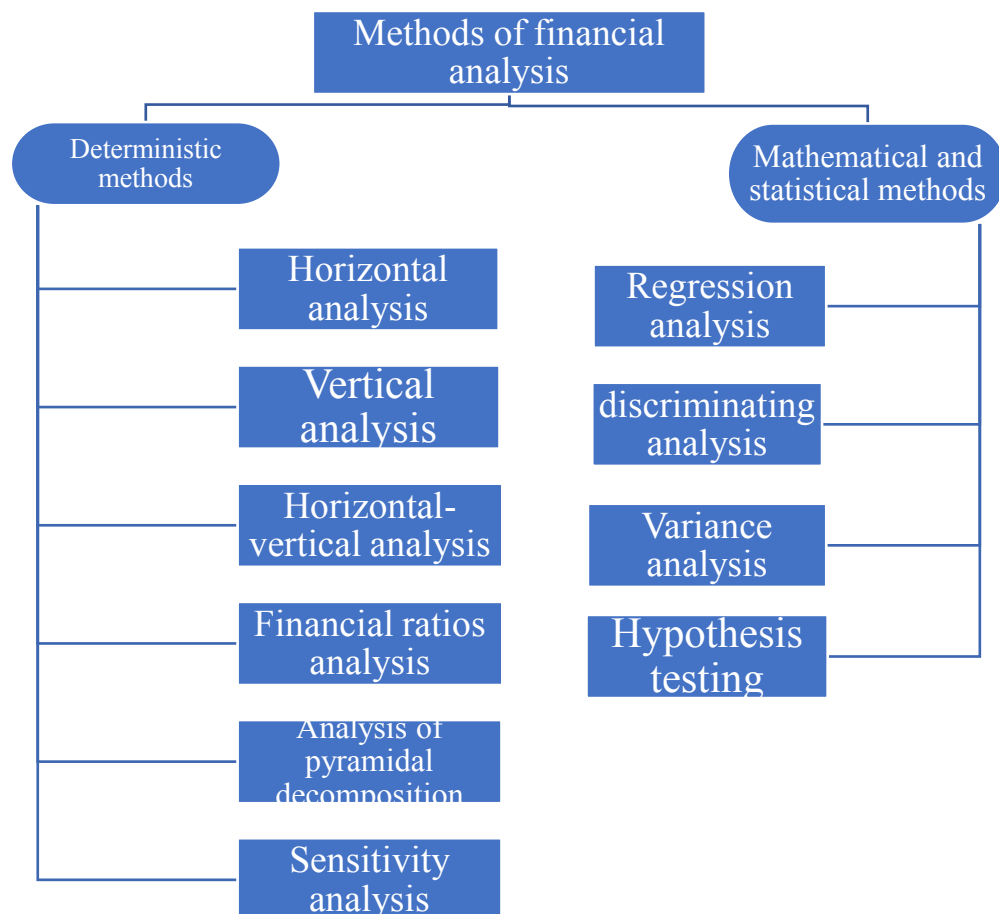 Methods of financial
analysis
Deterministic
methods
Horizontal
analysis
Vertical
analysis
Horizontal-
vertical analysis
Financial ratios
analysis
Analysis of
pyramidal
decomposition
Sensitivity
analysis
Mathematical and
statistical methods
Regression
analysis
discriminating
analysis
Variance
analysis
Hypothesis
testing